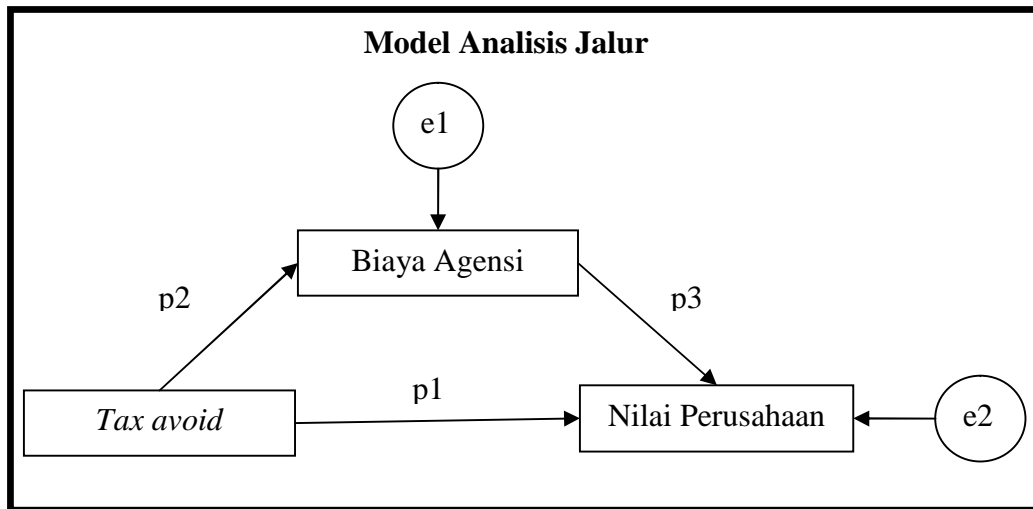 Model Analisis Jalur
e1
Biaya Agensi
p2
p3
Tax avoid
p1
Nilai Perusahaan
e2